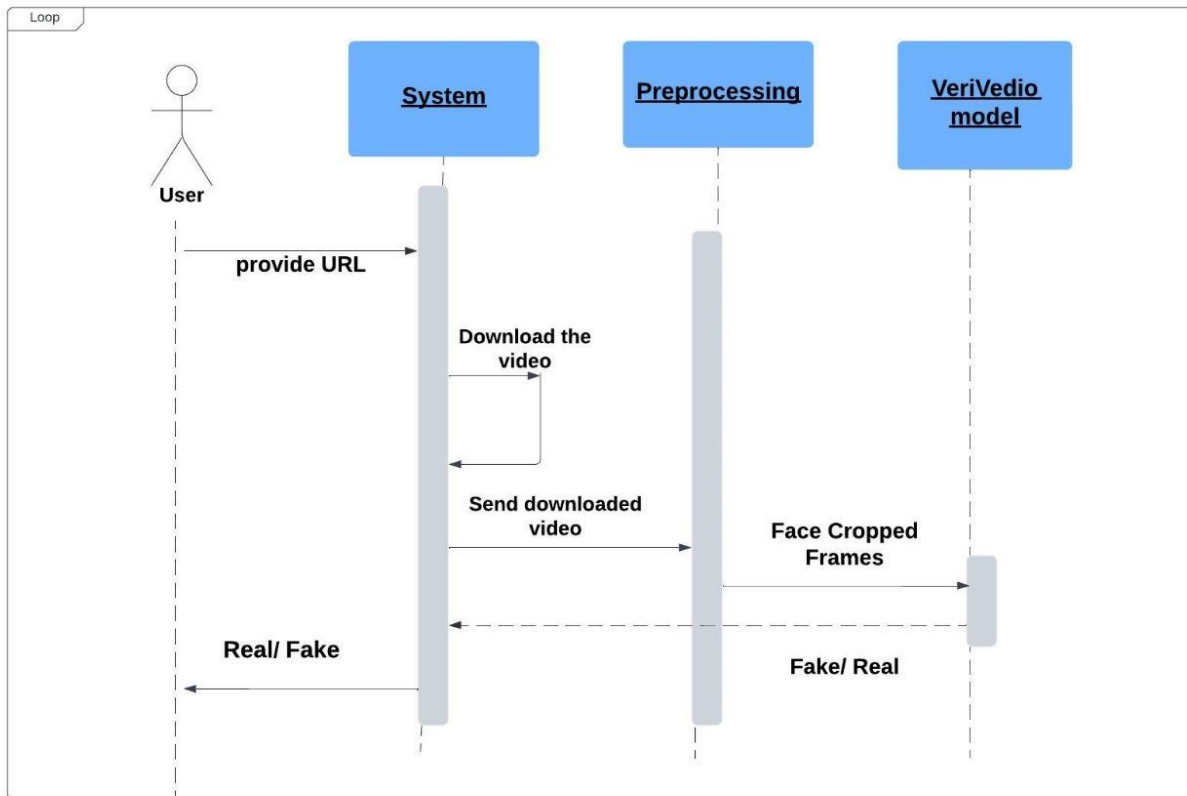 Loop
System
Preprocessing
VeriVedio
model
User
provide URL
Download the
video
Send downloaded
video
Face Cropped
Frames
Real/ Fake
Fake/ Real